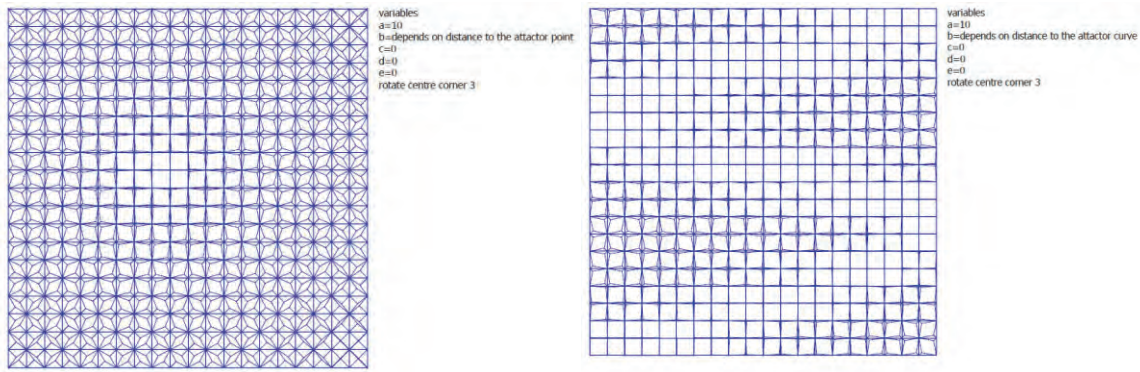 variables
a=10
b=depends on distance to the attactor point
c=0
d=0
e=0
rotate centre corner 3
variables
a=10
b=depends on distance to the attactor curve
c=0
d=0
e=0
rotate centre corner 3